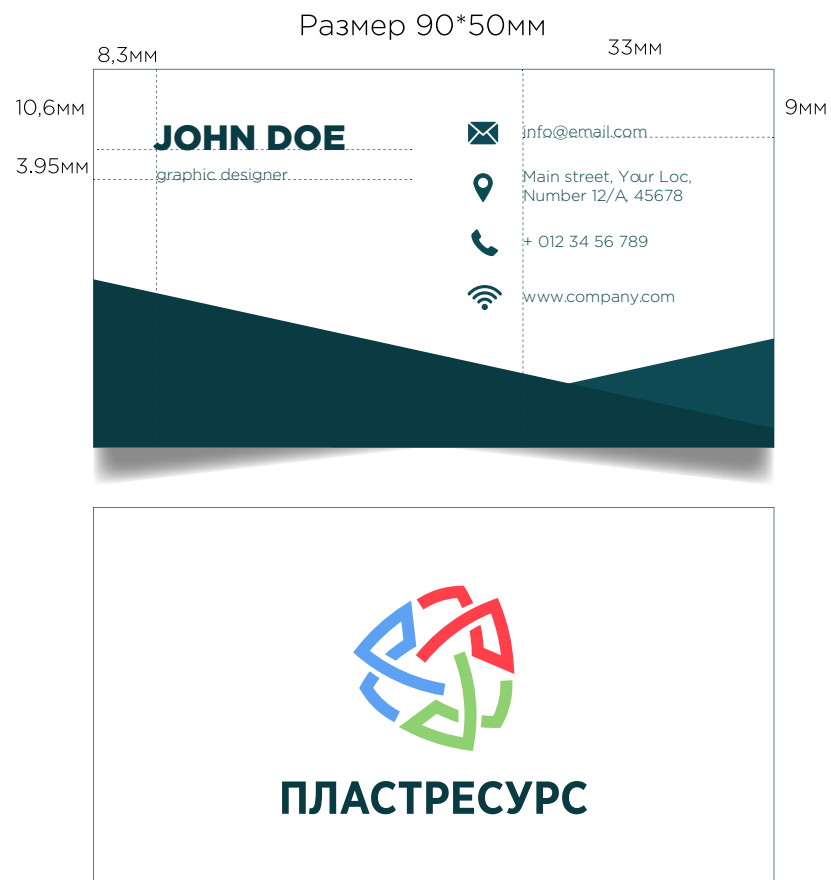 Размер 90*50мм
8,3мм
33мм
10,6мм
9мм
JOHN DOE
3.95мм
graphic designer
info@email.com
Main street, Your Loc,
Number 12/A, 45678
+ 012 34 56 789
www.company.com
ПЛАСТРЕСУРС